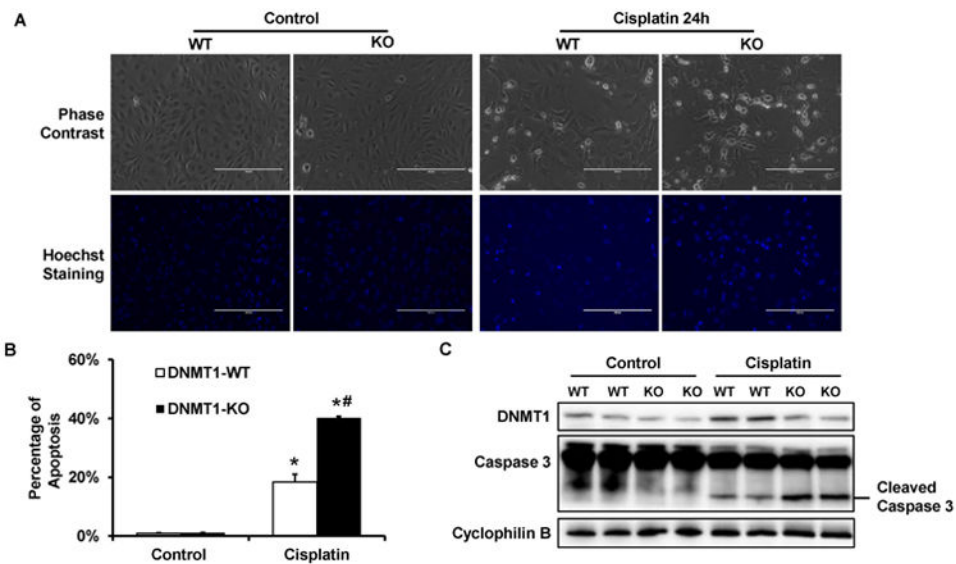 A
Control
Cisplatin 24h
WT
KO
WT
KO
Phase
Contrast
Hoechst
Staining
B
60%
40%
20%
0%
Percentage of
Apoptosis
DNMT1-WT
DNMT1-KO
*
*#
Control
Cisplatin
C
Control
Cisplatin
WT WT KO KO WT WT KO KO
DNMT1
Caspase 3
Cleaved
Caspase 3
Cyclophilin B